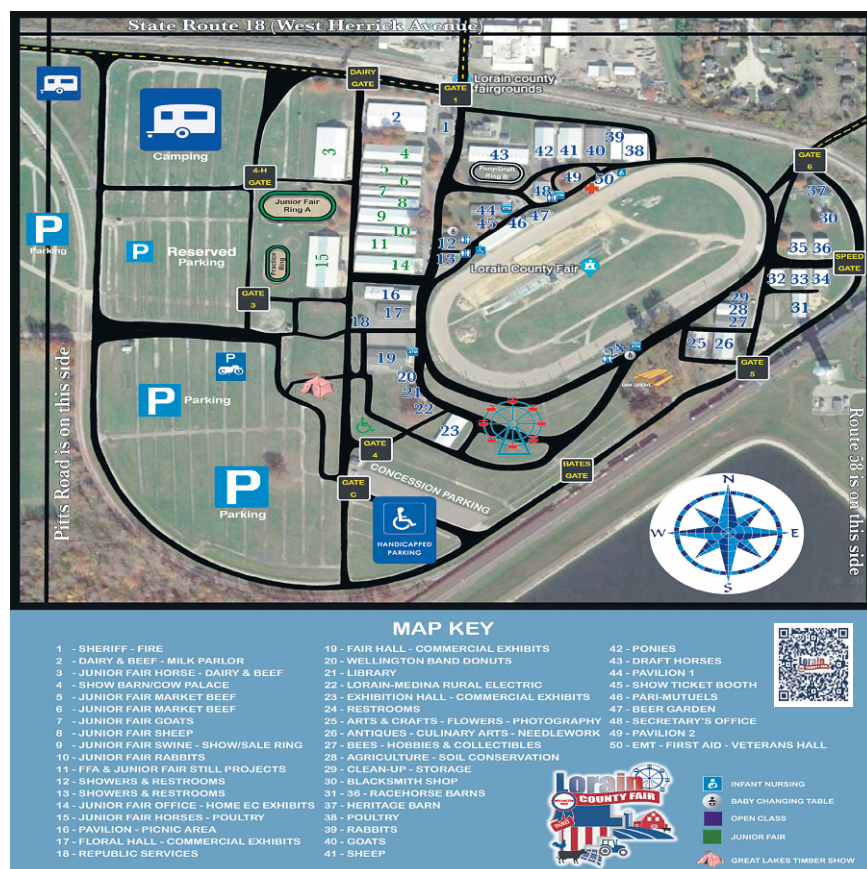 State Route 18 (West Herrick Avenue)
DAIRY GATE
Lorain county fairgrounds
GATE 1
1
2
Camping
3
4
5
6
7
8
9
10
11
14
43
42
41
40
39
38
Pony/Draft Ring B
49
50
48
47
46
44
45
GATE 6
37
30
4-H GATE
Junior Fair Ring A
Practice Ring
15
P
Parking
P
Reserved Parking
12
13
Lorain County Fair
35
36
SPEED GATE
32
33
34
31
29
28
27
25
26
GATE 3
16
17
18
19
20
21
22
23
24
OAK GROVE
GATE 5
P
P
Parking
GATE 4
GATE C
CONCESSION PARKING
BATES GATE
P
Parking
HANDICAPPED PARKING
Pitts Road is on this side
Route 58 is on this side
N
W
E
S
MAP KEY
1 - SHERIFF - FIRE
2 - DAIRY & BEEF - MILK PARLOR
3 - JUNIOR FAIR HORSE - DAIRY & BEEF
4 - SHOW BARN/COW PALACE
5 - JUNIOR FAIR MARKET BEEF
6 - JUNIOR FAIR MARKET BEEF
7 - JUNIOR FAIR GOATS
8 - JUNIOR FAIR SHEEP
9 - JUNIOR FAIR SWINE - SHOW/SALE RING
10 - JUNIOR FAIR RABBITS
11 - FFA & JUNIOR FAIR STILL PROJECTS
12 - SHOWERS & RESTROOMS
13 - SHOWERS & RESTROOMS
14 - JUNIOR FAIR OFFICE - HOME EC EXHIBITS
15 - JUNIOR FAIR HORSES - POULTRY
16 - PAVILION - PICNIC AREA
17 - FLORAL HALL - COMMERCIAL EXHIBITS
18 - REPUBLIC SERVICES
19 - FAIR HALL - COMMERCIAL EXHIBITS
20 - WELLINGTON BAND DONUTS
21 - LIBRARY
22 - LORAIN-MEDINA RURAL ELECTRIC
23 - EXHIBITION HALL - COMMERCIAL EXHIBITS
24 - RESTROOMS
25 - ARTS & CRAFTS - FLOWERS - PHOTOGRAPHY
26 - ANTIQUES - CULINARY ARTS - NEEDLEWORK
27 - BEES - HOBBIES & COLLECTIBLES
28 - AGRICULTURE - SOIL CONSERVATION
29 - CLEAN-UP - STORAGE
30 - BLACKSMITH SHOP
31 - 36 - RACEHORSE BARNS
37 - HERITAGE BARN
38 - POULTRY
39 - RABBITS
40 - GOATS
41 - SHEEP
42 - PONIES
43 - DRAFT HORSES
44 - PAVILION 1
45 - SHOW TICKET BOOTH
46 - PARI-MUTUELS
47 - BEER GARDEN
48 - SECRETARY'S OFFICE
49 - PAVILION 2
50 - EMT - FIRST AID - VETERANS HALL
Lorain
COUNTY FAIR
INFANT NURSING
BABY CHANGING TABLE
OPEN CLASS
JUNIOR FAIR
GREAT LAKES TIMBER SHOW